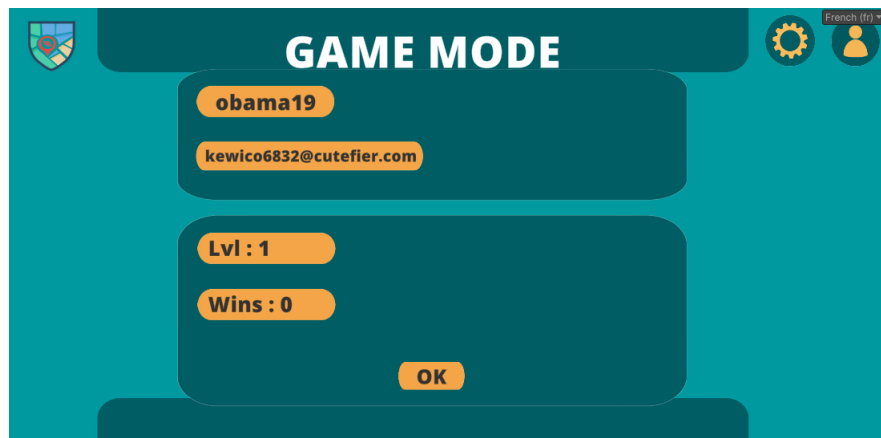 French (fr)
GAME MODE
obama19
kewico6832@cutefier.com
Lvl : 1
Wins : 0
OK